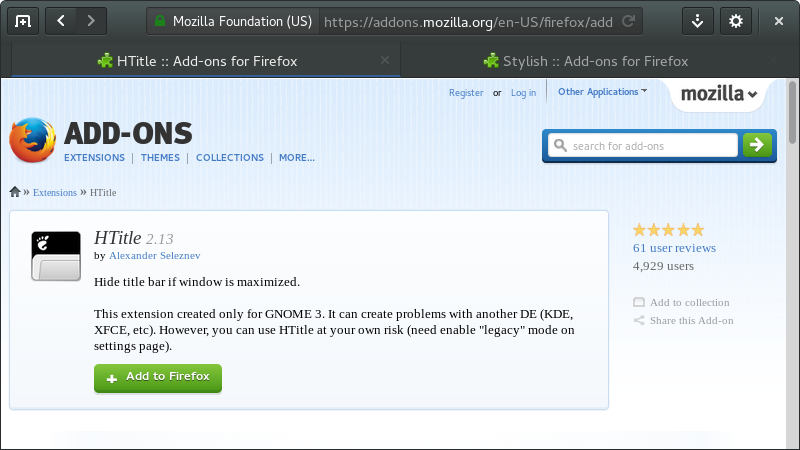 Mozilla Foundation (US) https://addons.mozilla.org/en-US/firefox/add
HTitle :: Add-ons for Firefox
Stylish :: Add-ons for Firefox
Register or Log in Other Applications mozilla
ADD-ONS
EXTENSIONS | THEMES | COLLECTIONS | MORE...
search for add-ons
» Extensions » HTitle
HTitle 2.13
by Alexander Seleznev
Hide title bar if window is maximized.
This extension created only for GNOME 3. It can create problems with another DE (KDE,
XFCE, etc). However, you can use HTitle at your own risk (need enable "legacy" mode on
settings page).
Add to Firefox
61 user reviews
4,929 users
Add to collection
Share this Add-on